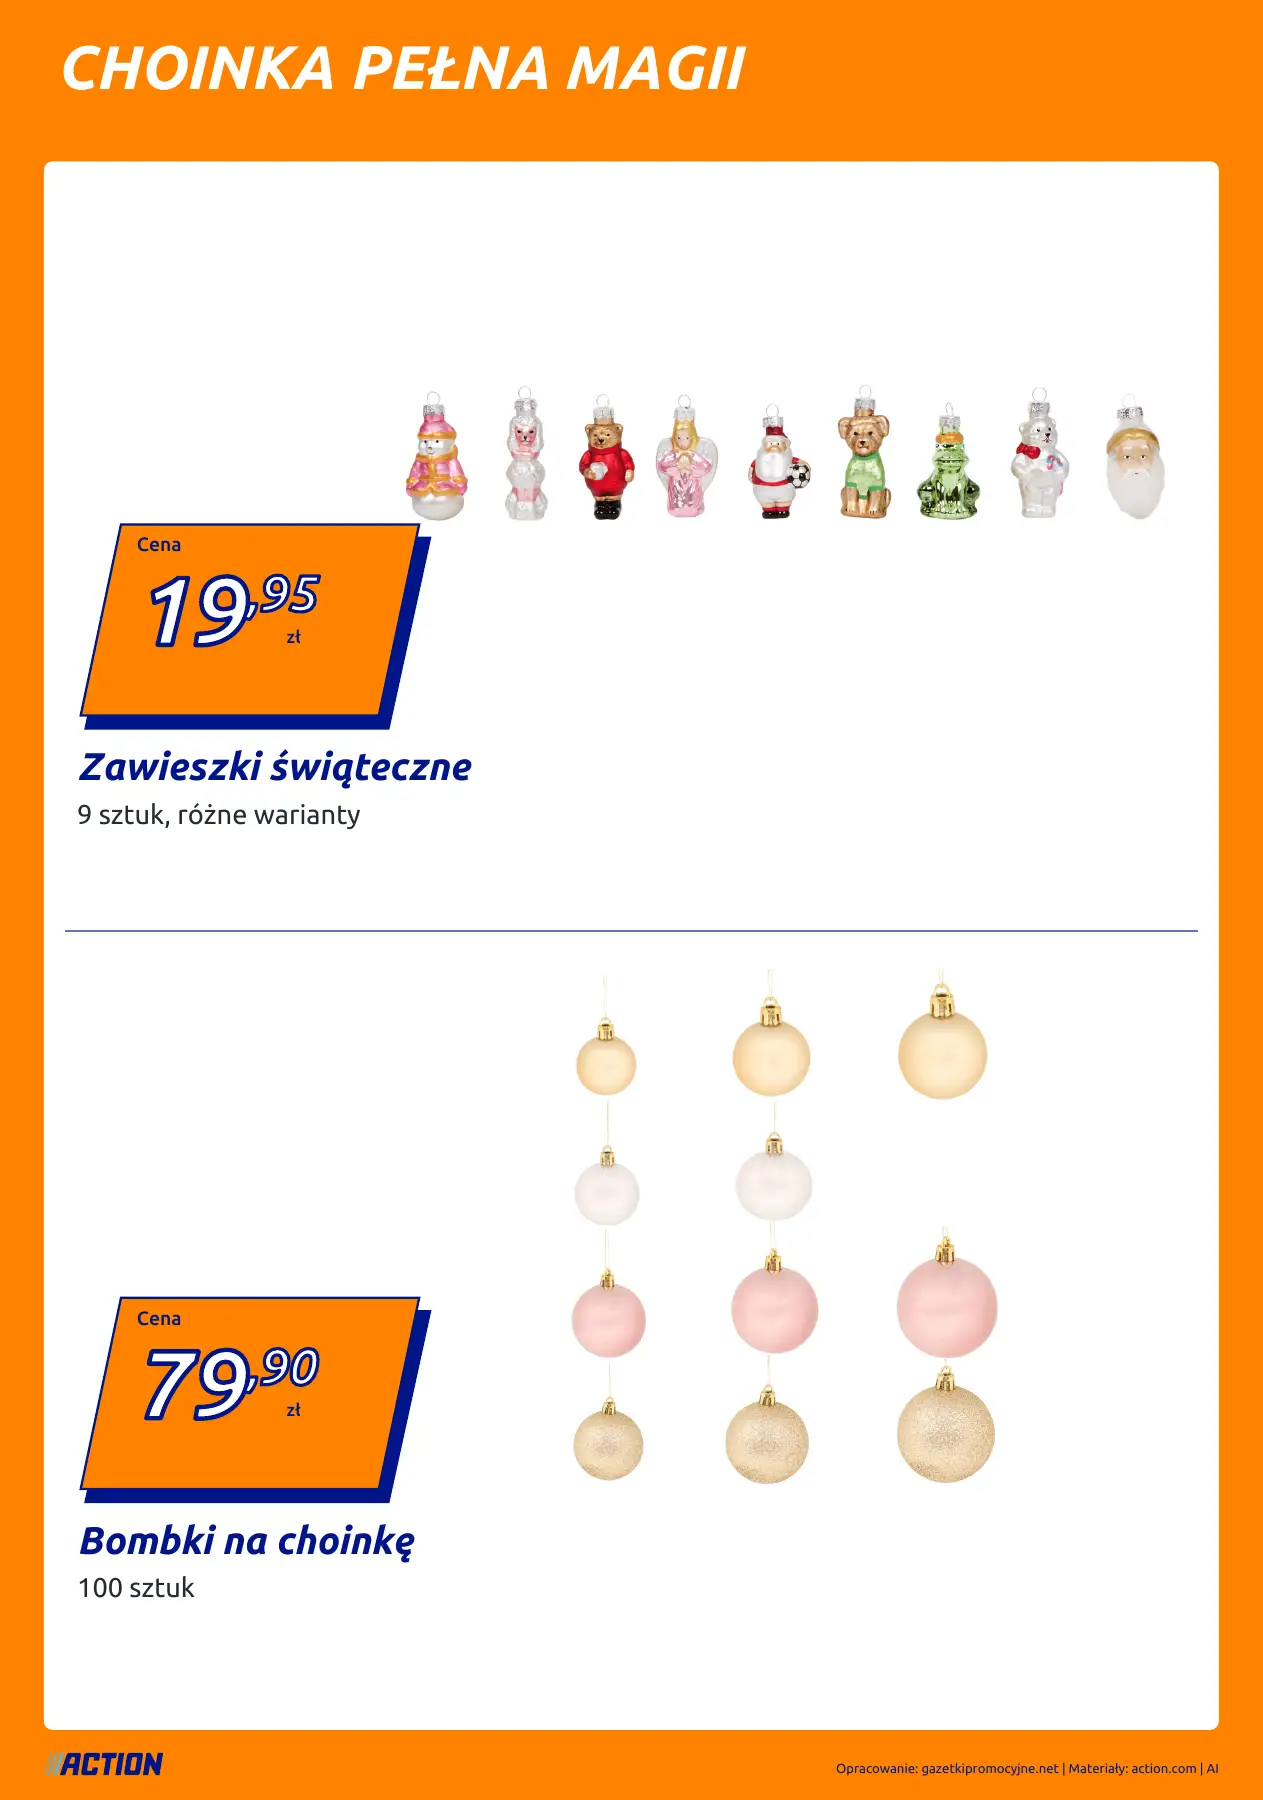 CHOINKA PEŁNA MAGII
Cena
19,95
zł
Zawieszki świąteczne
9 sztuk, różne warianty
Cena
79,90
zł
Bombki na choinkę
100 sztuk
ACTION
Opracowanie: gazetkipromocyjne.net | Materiały: action.com | AI